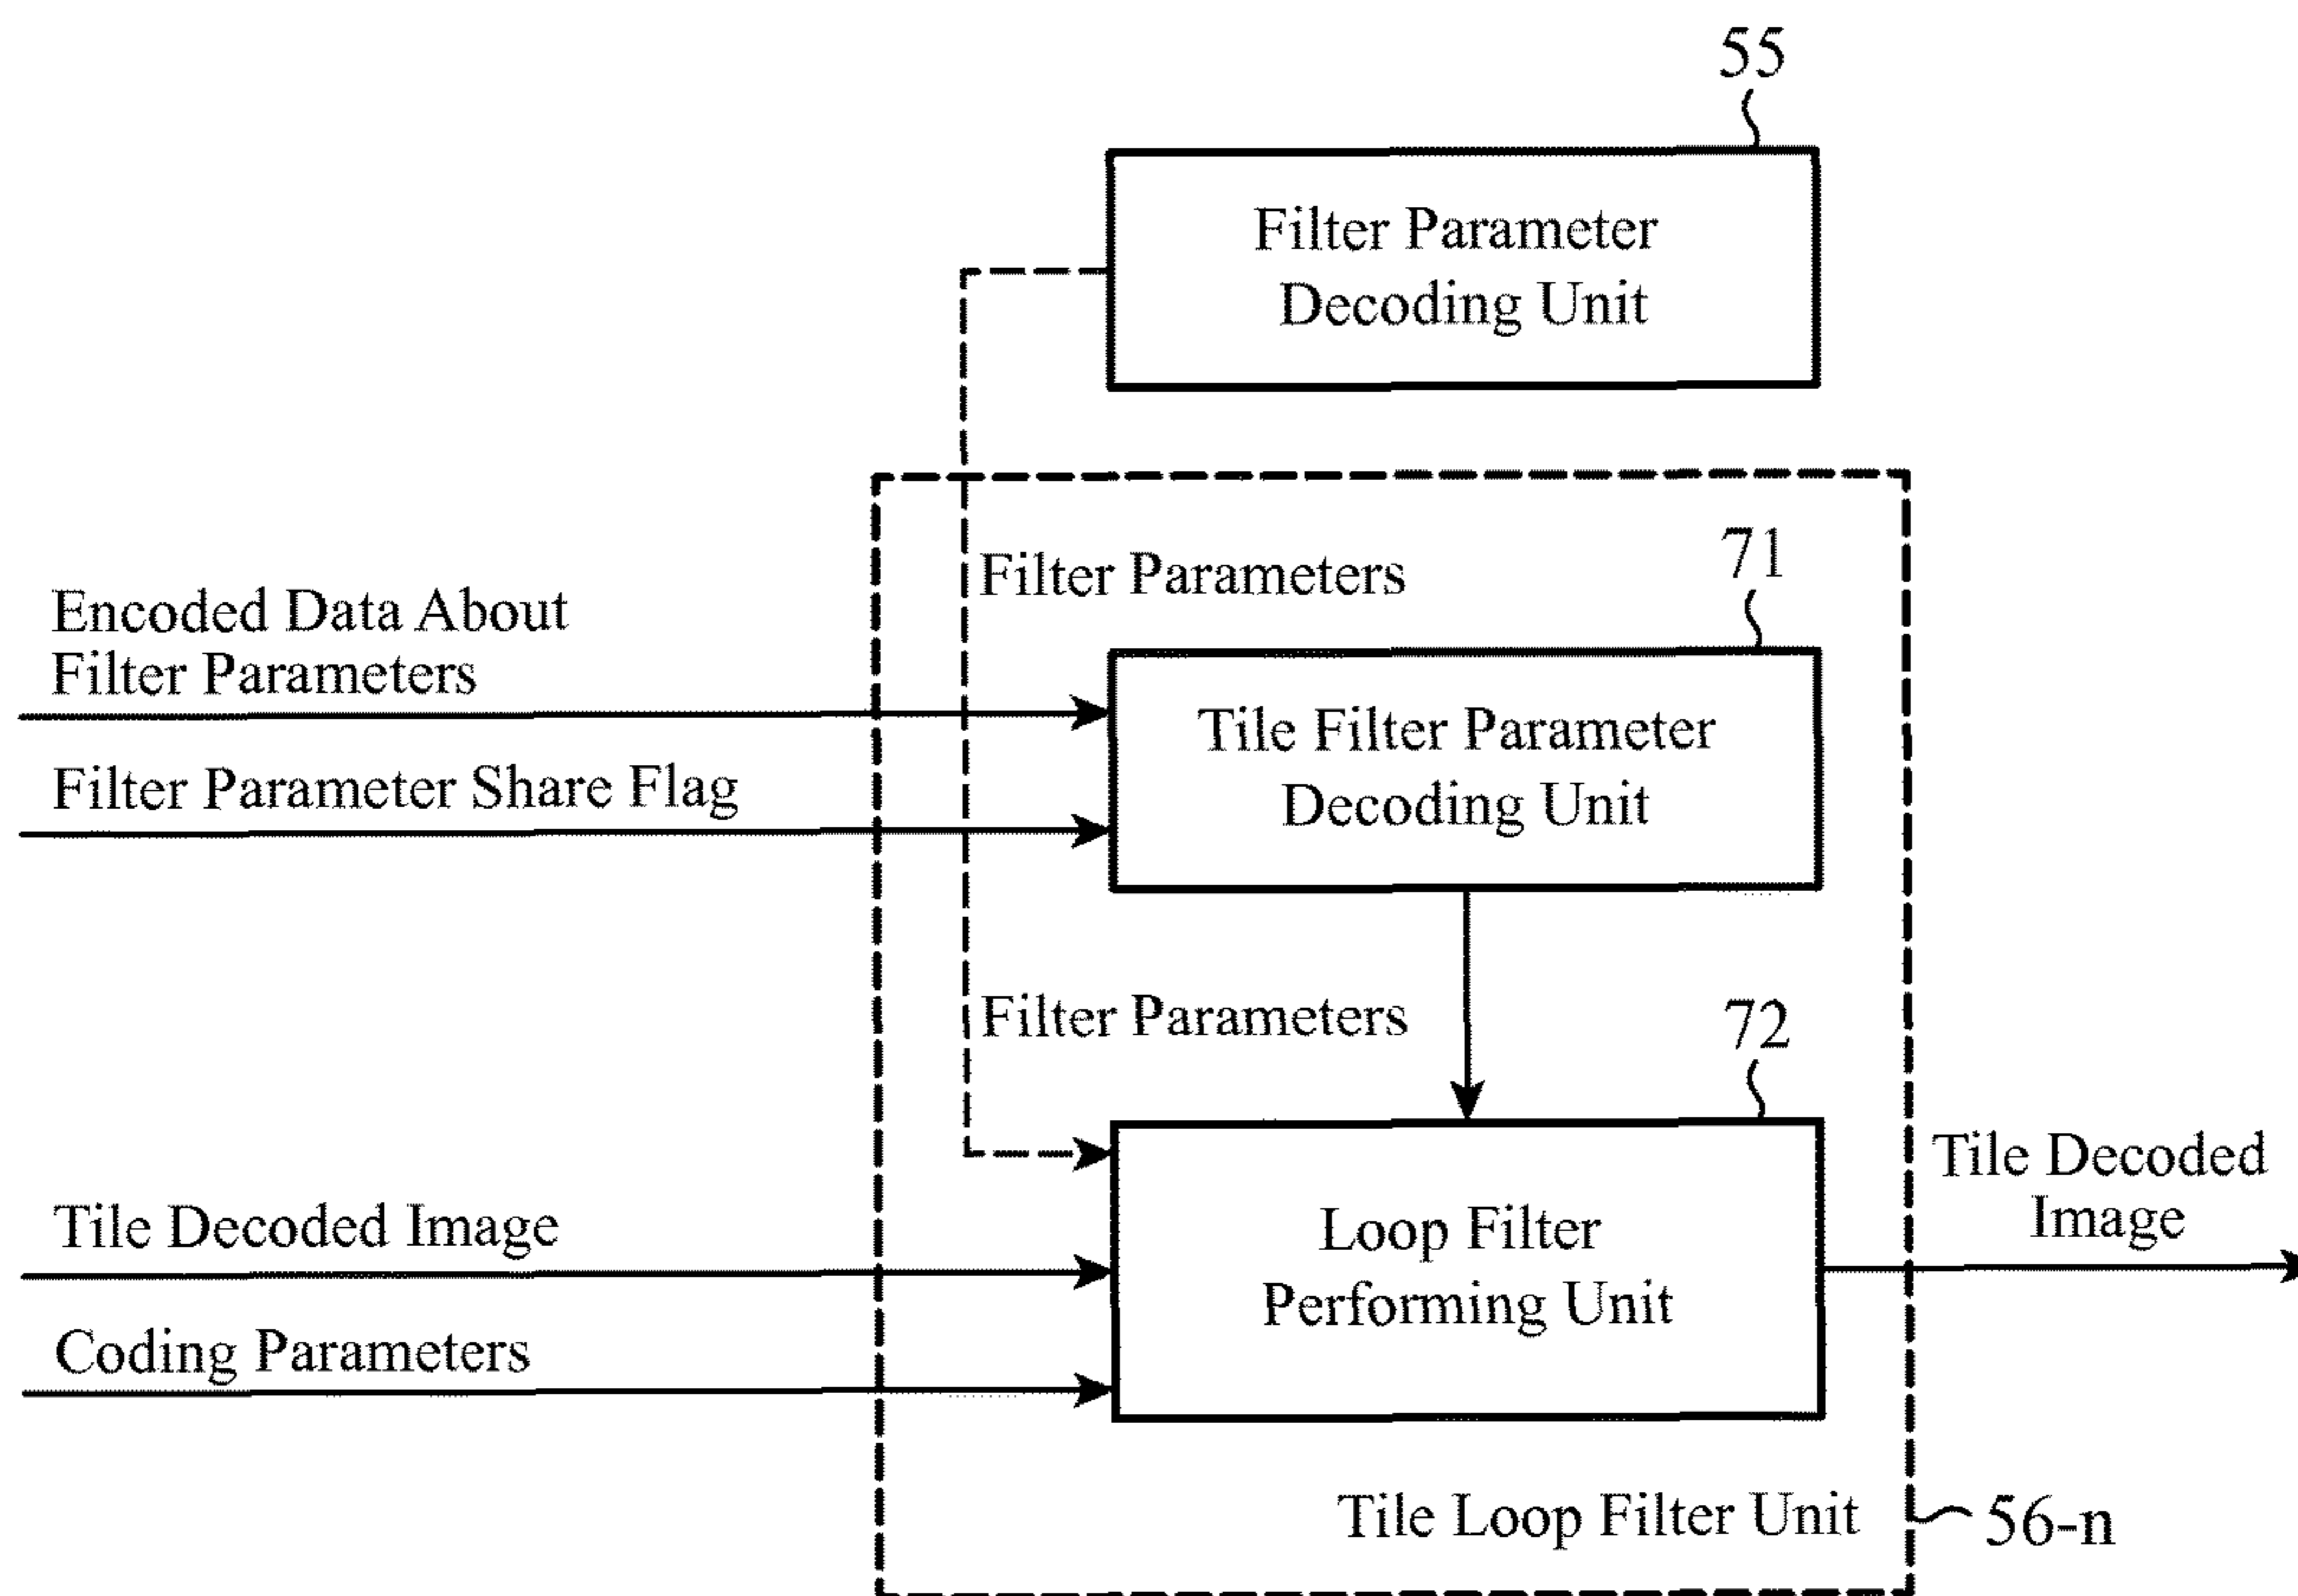 55
Filter Parameter
Decoding Unit
Filter Parameters
71
Encoded Data About
Filter Parameters
Tile Filter Parameter
Decoding Unit
Filter Parameter Share Flag
Filter Parameters
72
Tile Decoded Image
Loop Filter
Performing Unit
Tile Decoded
Image
Coding Parameters
Tile Loop Filter Unit
56-n